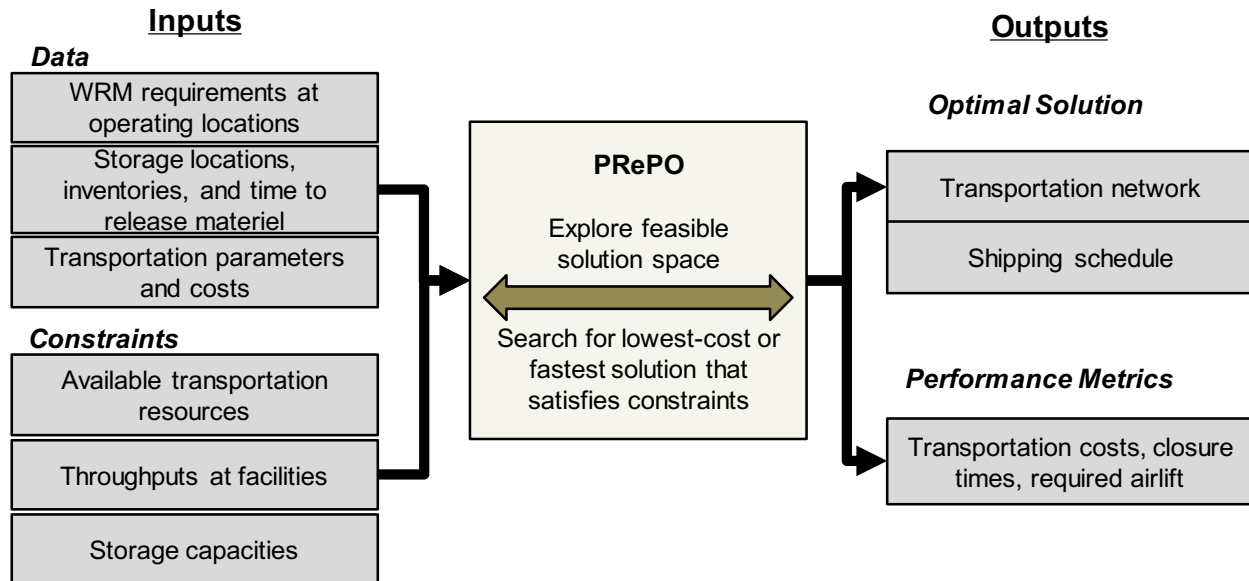 Inputs
Data
WRM requirements at
operating locations
Storage locations,
inventories, and time to
release materiel
Transportation parameters
and costs
Constraints
Available transportation
resources
Throughputs at facilities
Storage capacities
PRePO
Explore feasible
solution space
Search for lowest-cost or
fastest solution that
satisfies constraints
Outputs
Optimal Solution
Transportation network
Shipping schedule
Performance Metrics
Transportation costs, closure
times, required airlift